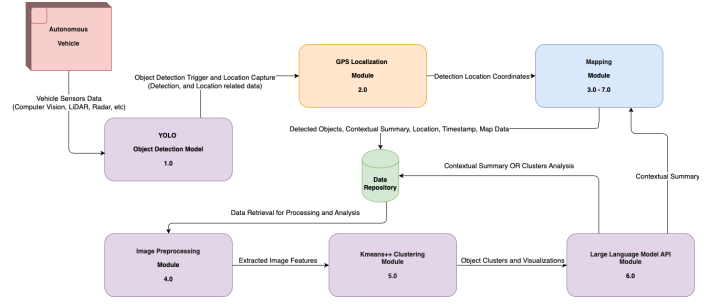 Autonomous
Vehicle
Vehicle Sensors Data
(Computer Vision, LiDAR, Radar, etc)
YOLO
Object Detection Model
1.0
Object Detection Trigger and Location Capture
(Detection, and Location related data)
GPS Localization
Module
2.0
Detection Location Coordinates
Mapping
Module
3.0 - 7.0
Detected Objects, Contextual Summary, Location, Timestamp, Map Data
Data
Repository
Contextual Summary OR Clusters Analysis
Contextual Summary
Data Retrieval for Processing and Analysis
Image Preprocessing
Module
4.0
Extracted Image Features
Kmeans++ Clustering
Module
5.0
Object Clusters and Visualizations
Large Language Model API
Module
6.0